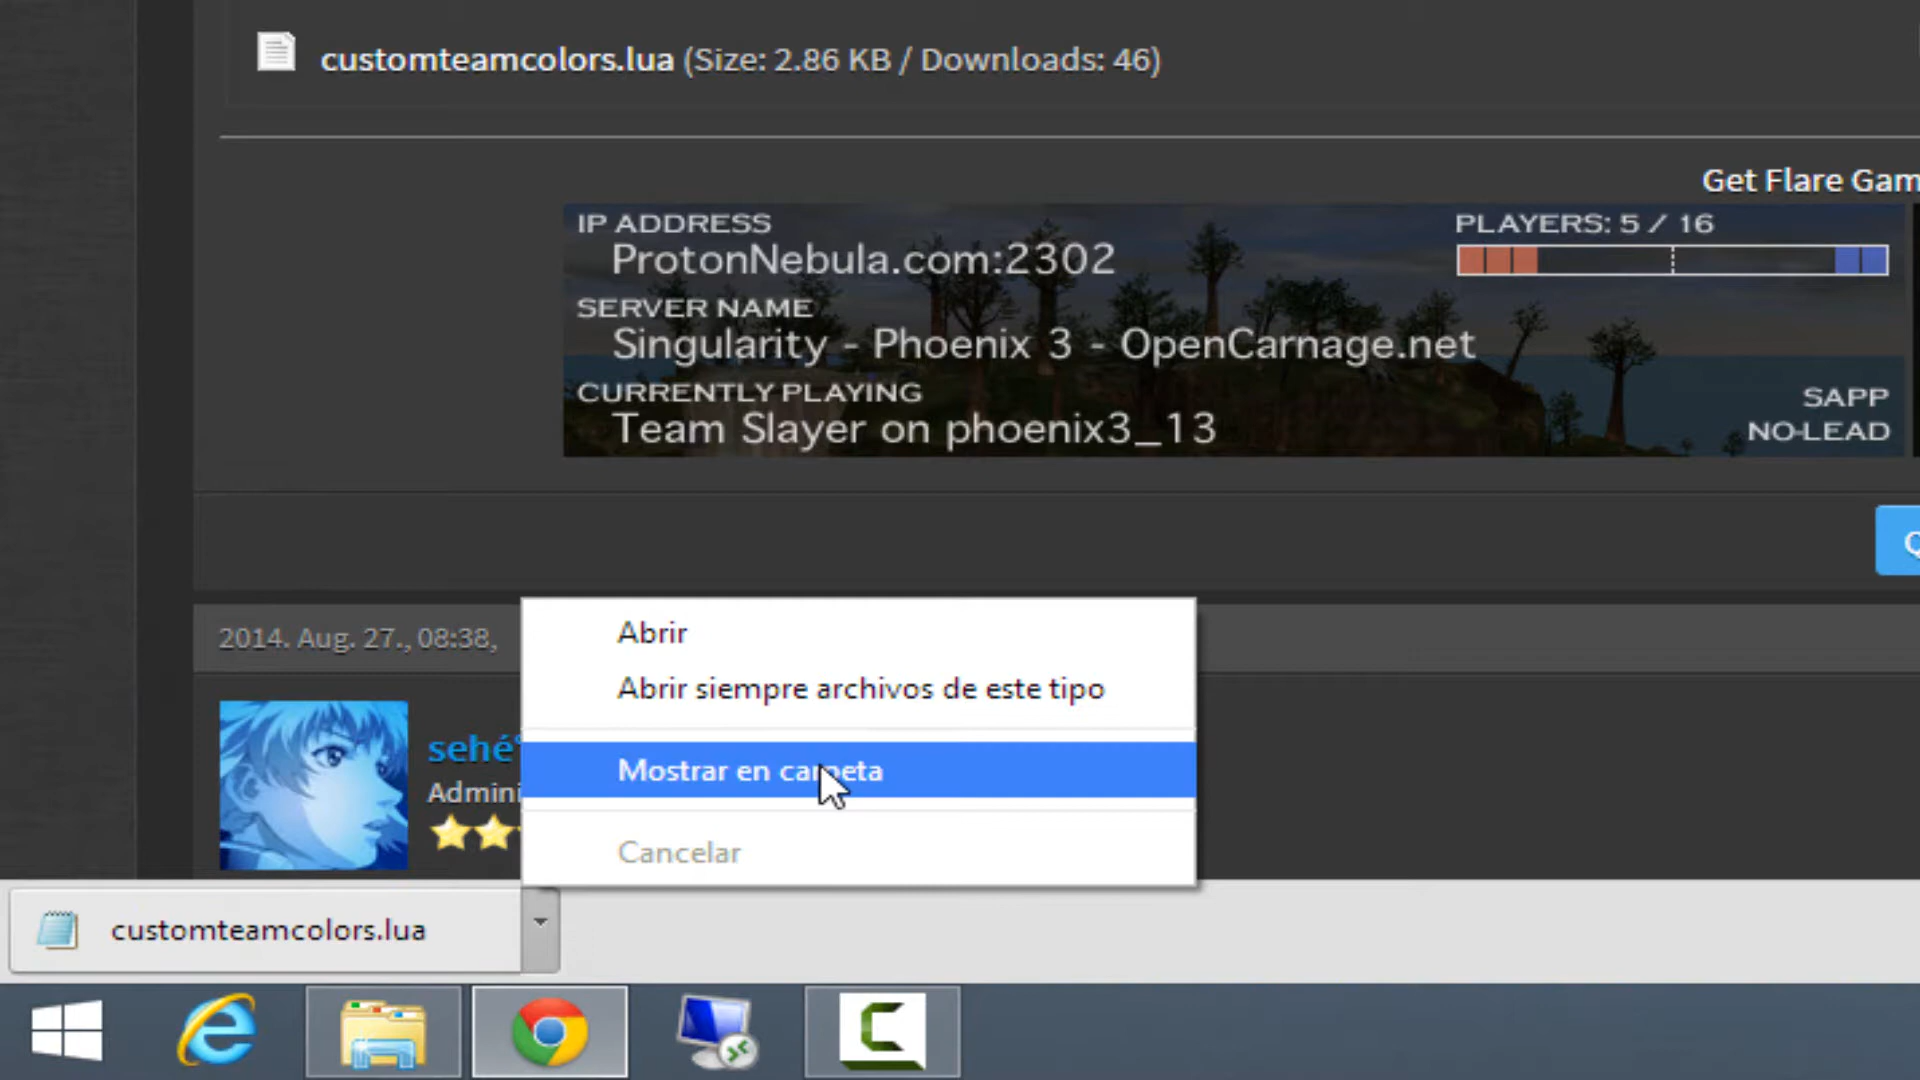 customteamcolors.lua (Size: 2.86 KB / Downloads: 46)
Get Flare Gam
IP ADDRESS
ProtonNebula.com:2302
PLAYERS: 5 / 16
SERVER NAME
Singularity - Phoenix 3 - OpenCarnage.net
CURRENTLY PLAYING
Team Slayer on phoenix3_13
SAPP
NO-LEAD
2014. Aug. 27., 08:38,
sehé°
Admini
Abrir
Abrir siempre archivos de este tipo
Mostrar en carpeta
Cancelar
customteamcolors.lua